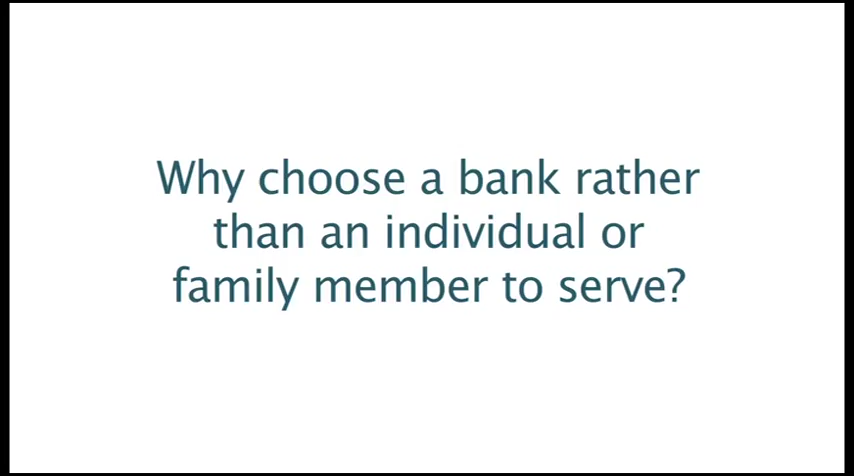 Why choose a bank rather
than an individual or
family member to serve?